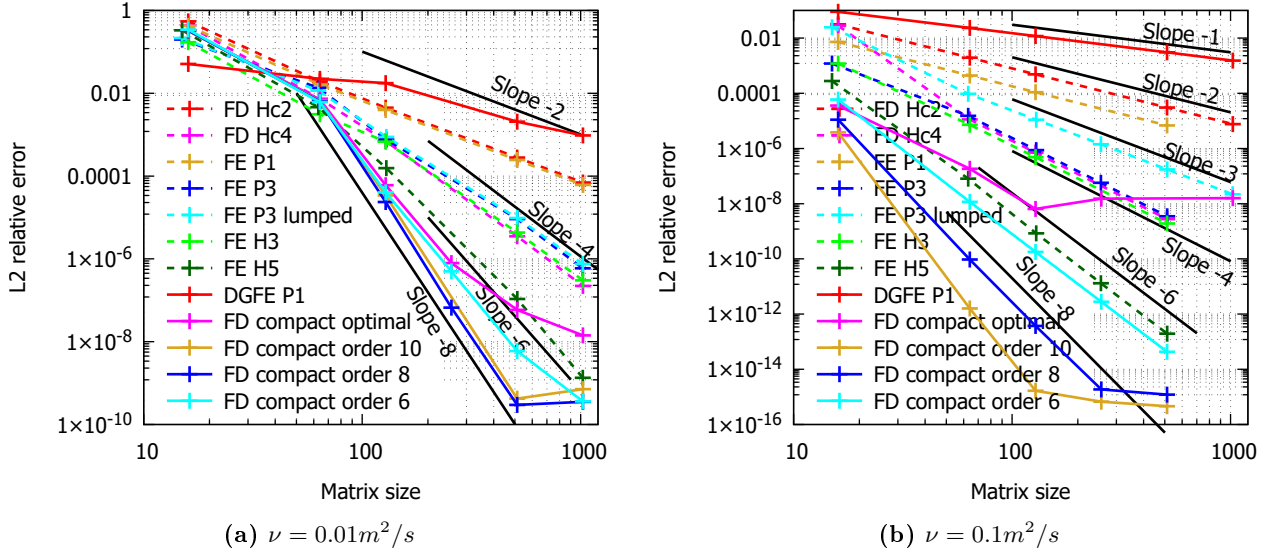 1
0.01
0.0001
1×10⁻⁶
1×10⁻⁸
1×10⁻¹⁰
L2 relative error
10
100
1000
Matrix size
FD Hc2
FD Hc4
FE P1
FE P3
FE P3 lumped
FE H3
FE H5
DGFE P1
FD compact optimal
FD compact order 10
FD compact order 8
FD compact order 6
Slope -2
Slope -4
Slope -6
Slope -8
(a) ν = 0.01m²/s
0.01
0.0001
1×10⁻⁶
1×10⁻⁸
1×10⁻¹⁰
1×10⁻¹²
1×10⁻¹⁴
1×10⁻¹⁶
L2 relative error
10
100
1000
Matrix size
FD Hc2
FD Hc4
FE P1
FE P3
FE P3 lumped
FE H3
FE H5
DGFE P1
FD compact optimal
FD compact order 10
FD compact order 8
FD compact order 6
Slope -1
Slope -2
Slope -3
Slope -4
Slope -6
Slope -8
(b) ν = 0.1m²/s